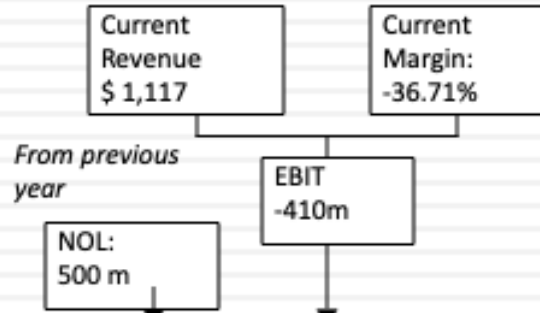 Current
Revenue
$ 1,117
Current
Margin:
-36.71%
From previous
year
EBIT
-410m
NOL:
500 m